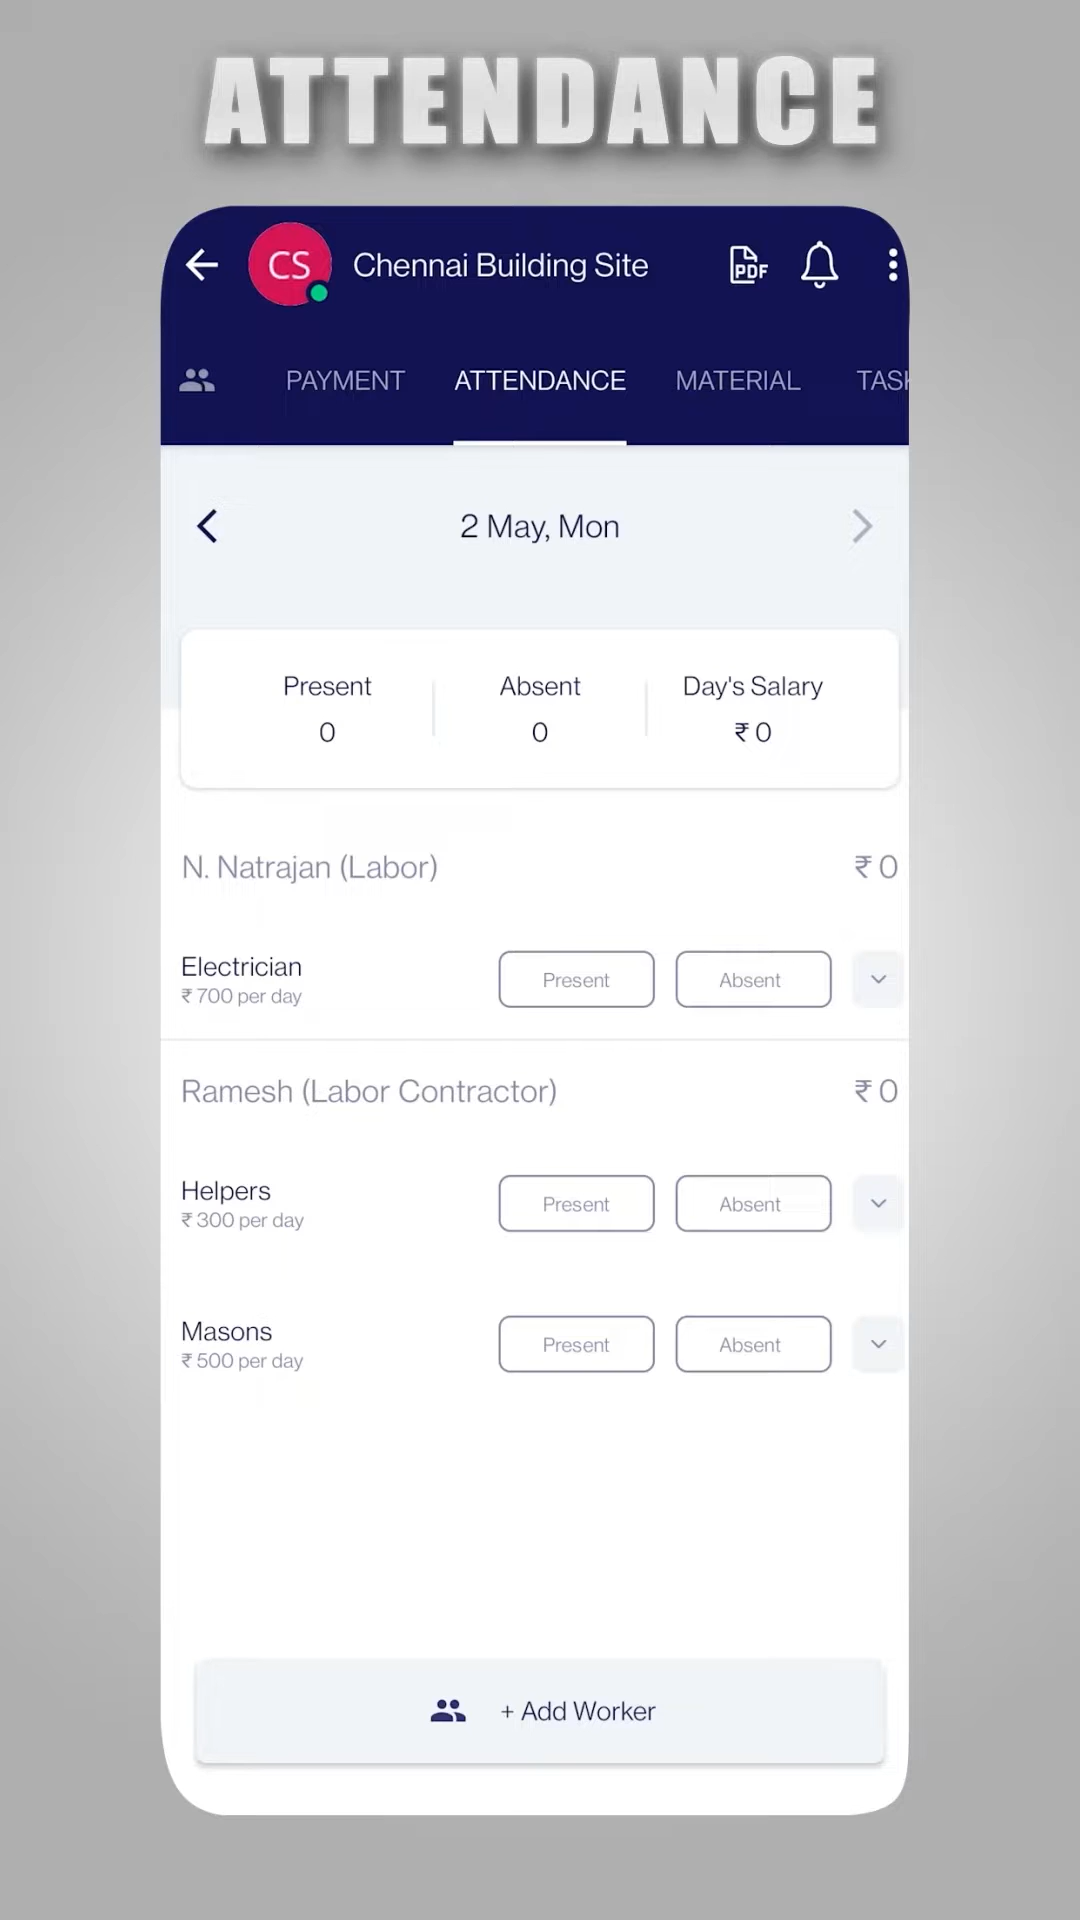 ATTENDANCE
CS Chennai Building Site PDF
PAYMENT ATTENDANCE MATERIAL TASK
2 May, Mon
Present Absent Day's Salary
0 0 ₹ 0
N. Natrajan (Labor) ₹ 0
Electrician Present Absent
₹ 700 per day
Ramesh (Labor Contractor) ₹ 0
Helpers Present Absent
₹ 300 per day
Masons Present Absent
₹ 500 per day
+ Add Worker